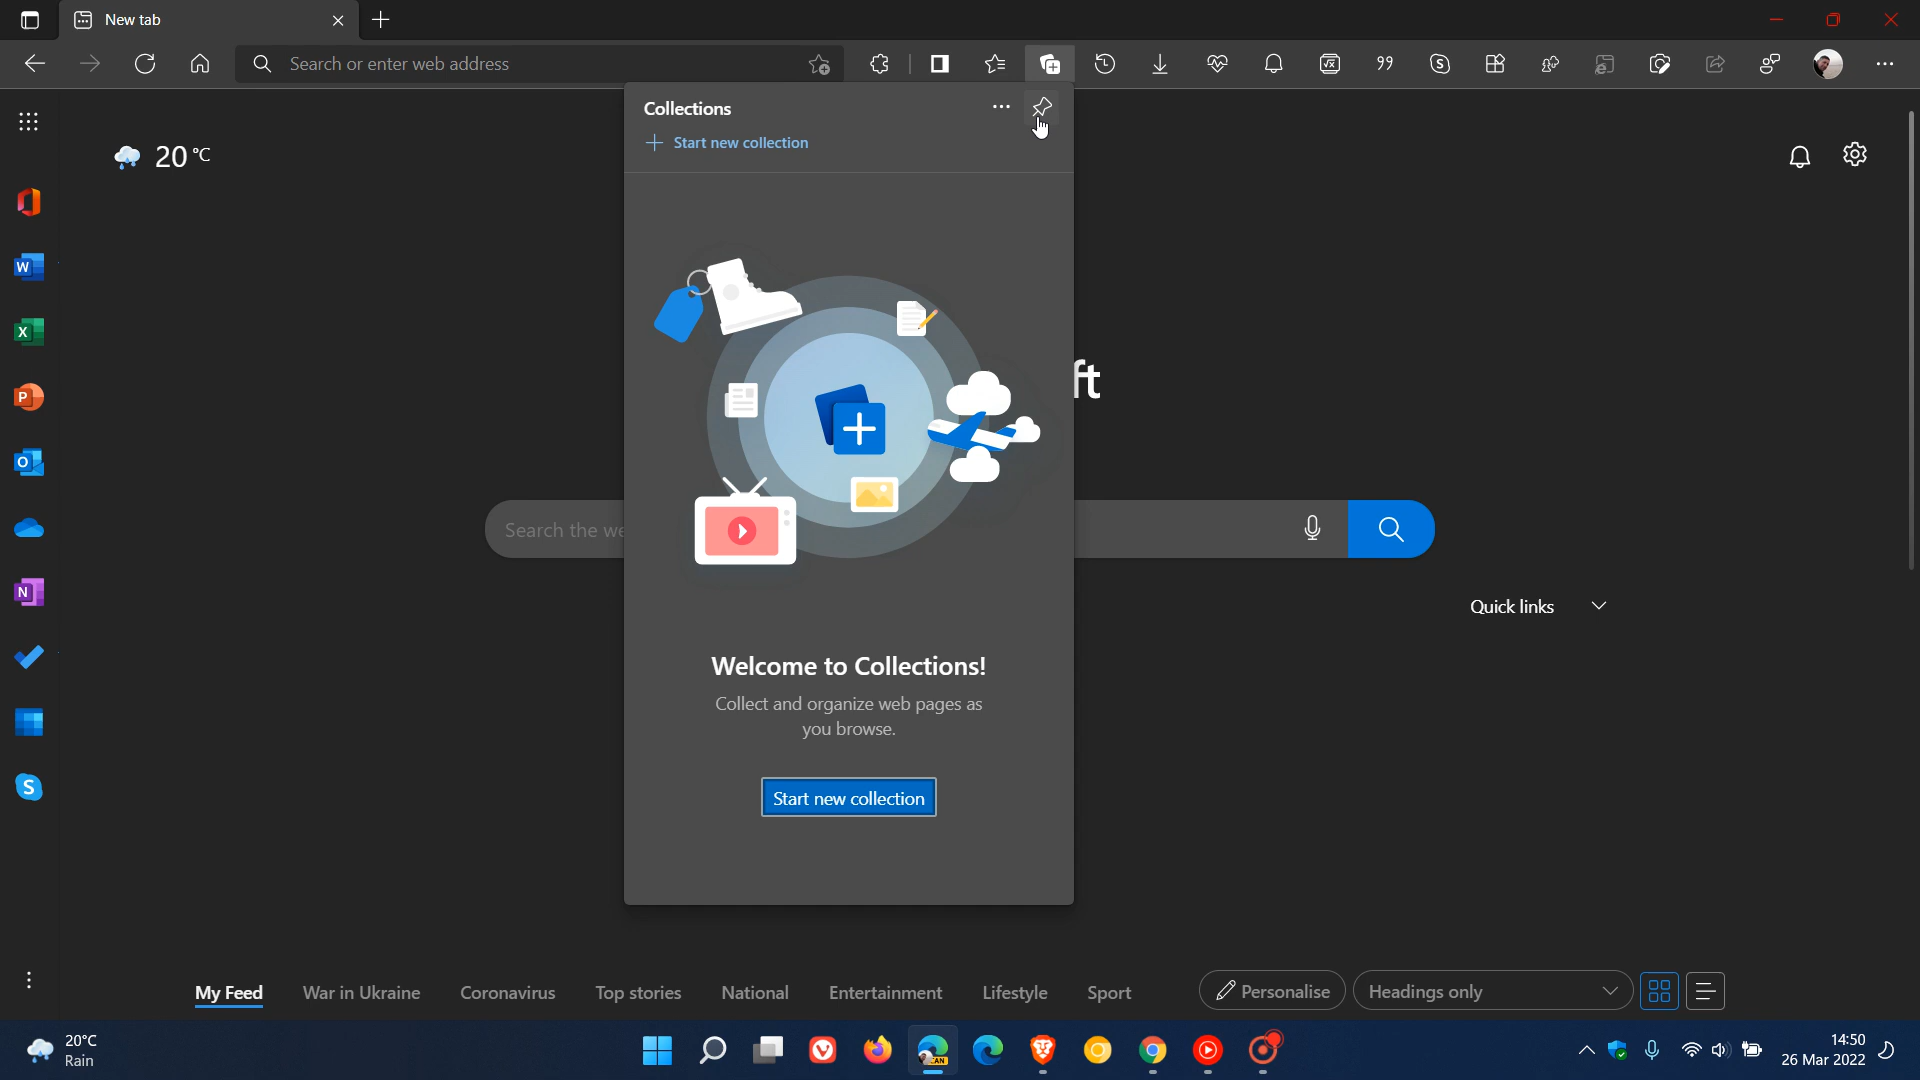 New tab
Search or enter web address
Collections
Start new collection
20 °C
ft
Search the we
Quick links
Welcome to Collections!
Collect and organize web pages as
you browse.
Start new collection
My Feed
War in Ukraine
Coronavirus
Top stories
National
Entertainment
Lifestyle
Sport
Personalise
Headings only
20°C
Rain
CAN
14:50
26 Mar 2022